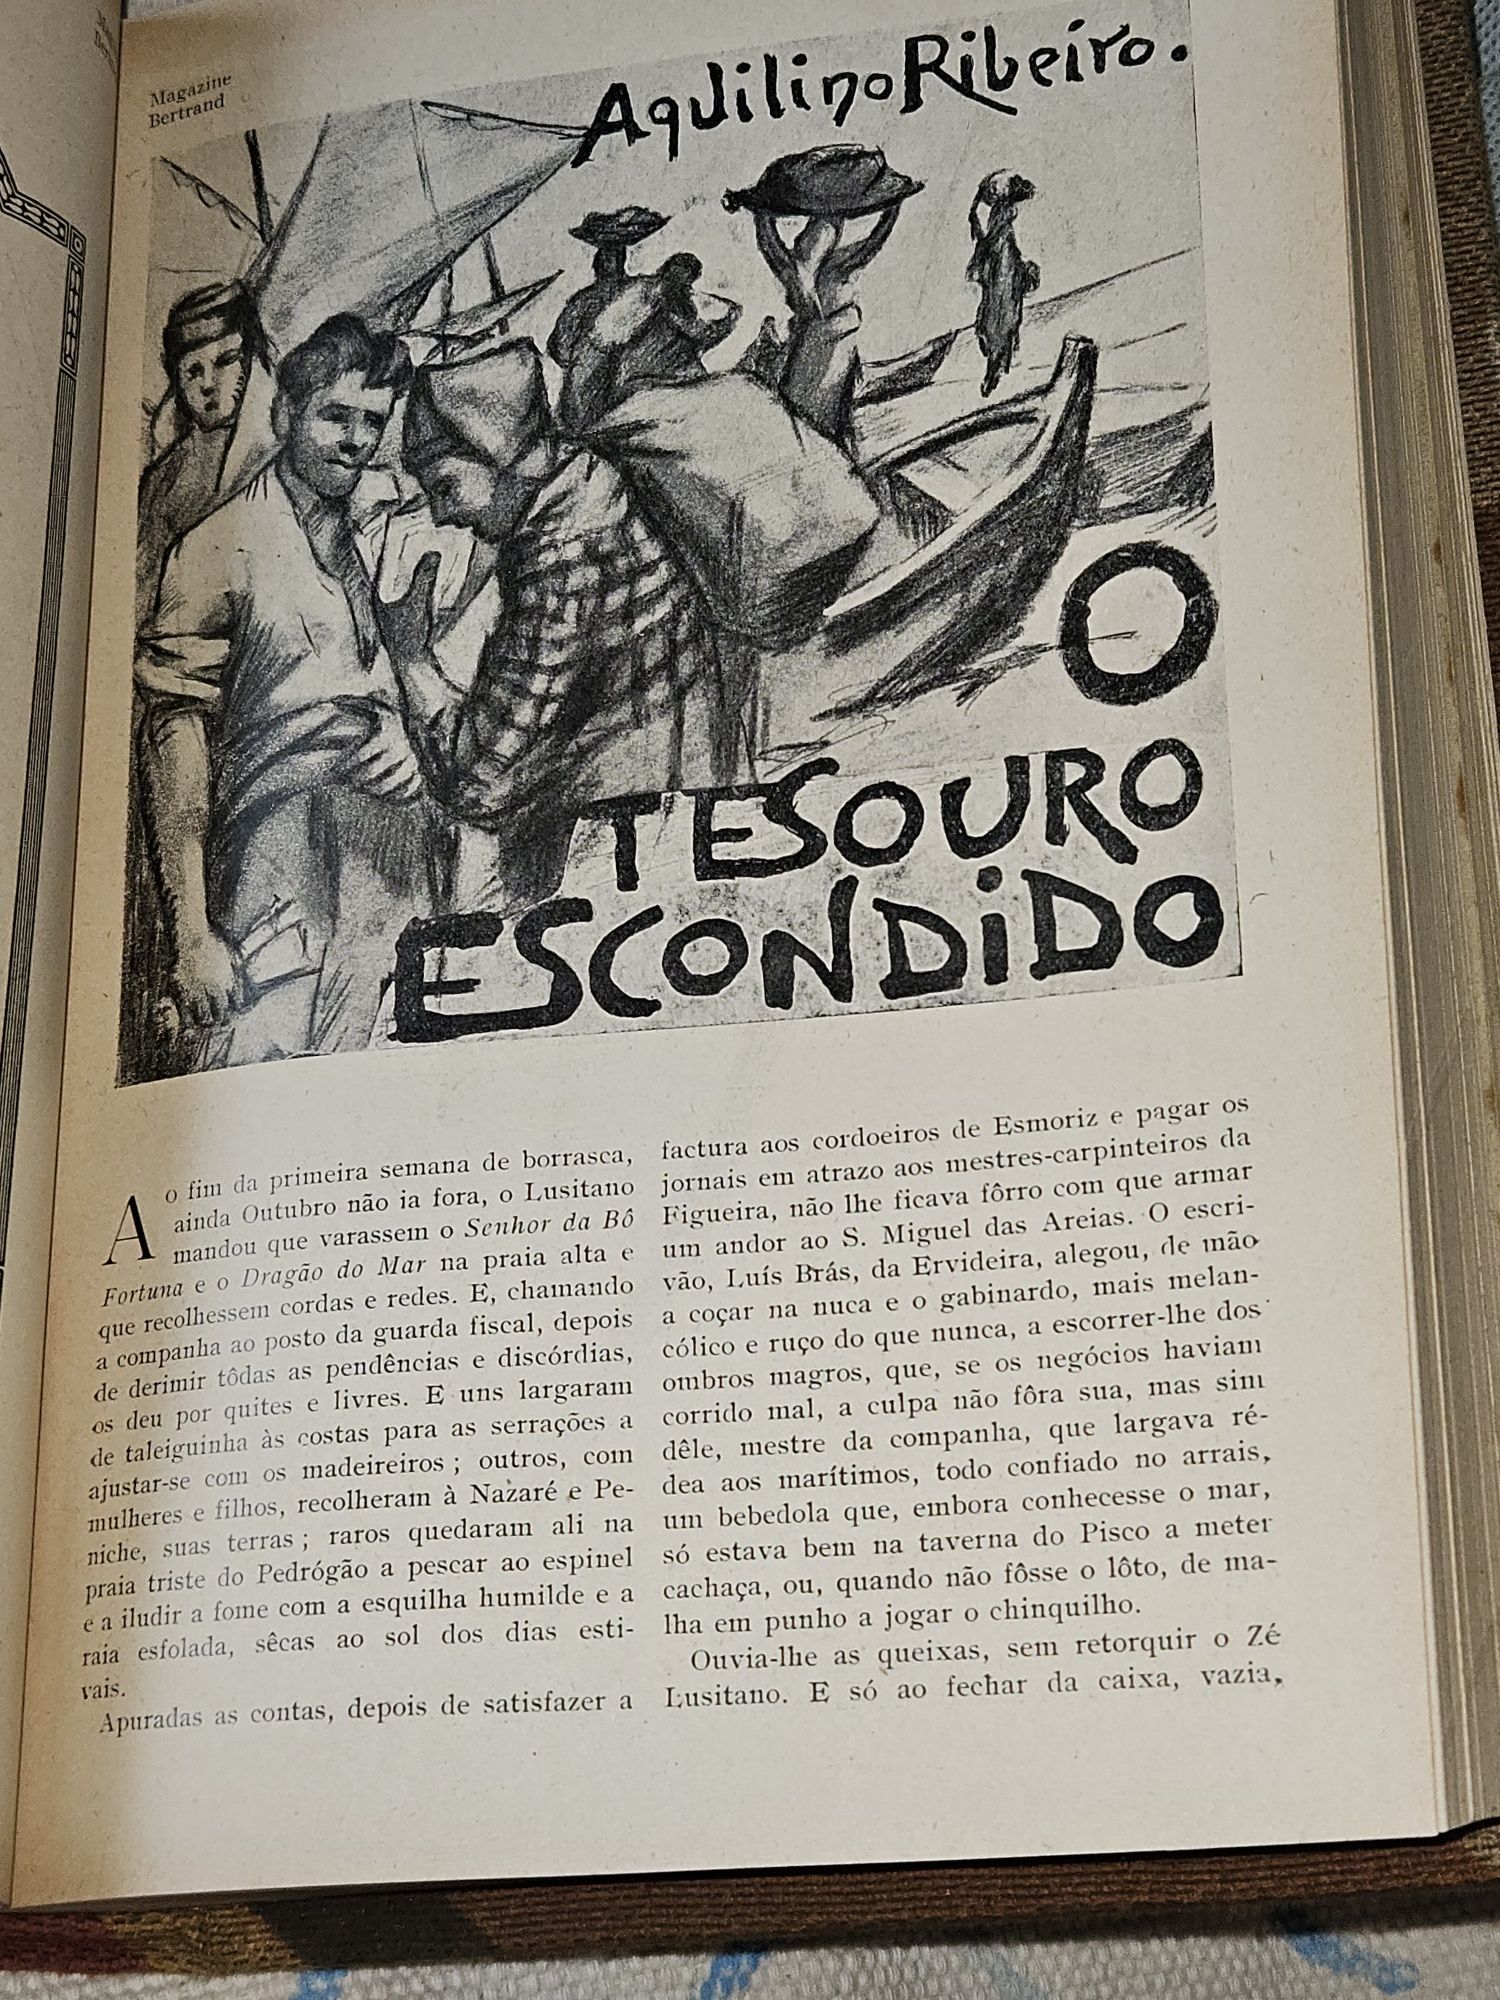 Magazine
Bertrand
Aquilino Ribeiro.
O
TESOURO
ESCONDiDO
Ao fim da primeira semana de borrasca,
ainda Outubro não ia fora, o Lusitano
mandou que varassem o Senhor da Bô
Fortuna e o Dragão do Mar na praia alta e
que recolhessem cordas e redes. E, chamando
a companha ao posto da guarda fiscal, depois
de derimir tôdas as pendências e discórdias,
os deu por quites e livres. E uns largaram
de taleiguinha às costas para as serrações a
ajustar-se com os madeireiros; outros, com
mulheres e filhos, recolheram à Nazaré e Pe-
niche, suas terras; raros quedaram ali na
praia triste do Pedrógão a pescar ao espinel
e a iludir a fome com a esquilha humilde e a
raia esfolada, sêcas ao sol dos dias esti-
vais.
Apuradas as contas, depois de satisfazer a
factura aos cordoeiros de Esmoriz e pagar os
jornais em atrazo aos mestres-carpinteiros da
Figueira, não lhe ficava fôrro com que armar
um andor ao S. Miguel das Areias. O escri-
vão, Luís Brás, da Ervideira, alegou, de mão
a coçar na nuca e o gabinardo, mais melan-
cólico e ruço do que nunca, a escorrer-lhe dos
ombros magros, que, se os negócios haviam
corrido mal, a culpa não fôra sua, mas sim
dêle, mestre da companha, que largava ré-
dea aos marítimos, todo confiado no arrais,
um bebedola que, embora conhecesse o mar,
só estava bem na taverna do Pisco a meter
cachaça, ou, quando não fôsse o lôto, de ma-
lha em punho a jogar o chinquilho.
Ouvia-lhe as queixas, sem retorquir o Zé
Lusitano. E só ao fechar da caixa, vazia,